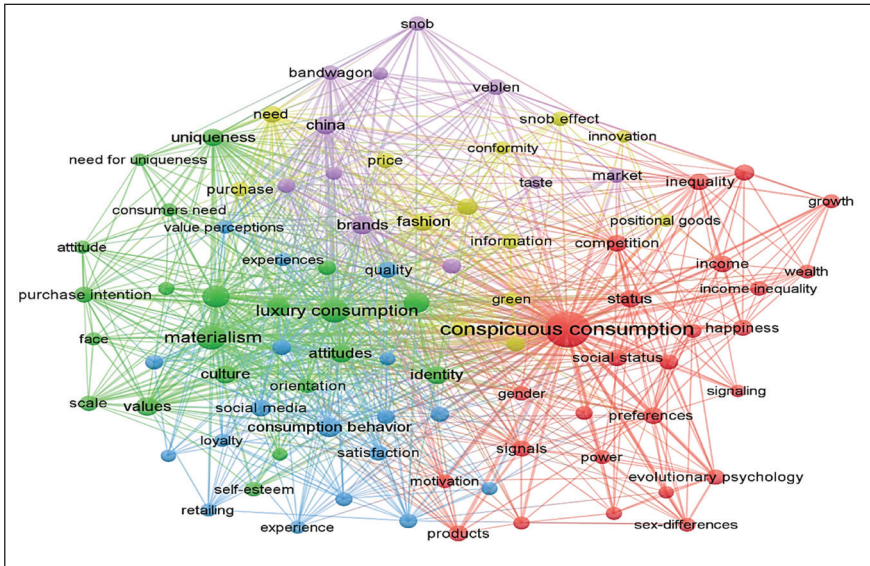 snob
bandwagon
veblen
need
snob effect
china
innovation
uniqueness
conformity
need for uniqueness
price
taste
market
inequality
purchase
growth
consumers need
value perceptions
brands
fashion
positional goods
attitude
information
competition
experiences
quality
income
wealth
purchase intention
luxury consumption
green
status
income inequality
materialism
conspicuous consumption
happiness
face
attitudes
social status
culture
identity
orientation
gender
signaling
scale
values
social media
preferences
consumption behavior
loyalty
satisfaction
signals
power
self-esteem
motivation
evolutionary psychology
retailing
experience
products
sex-differences